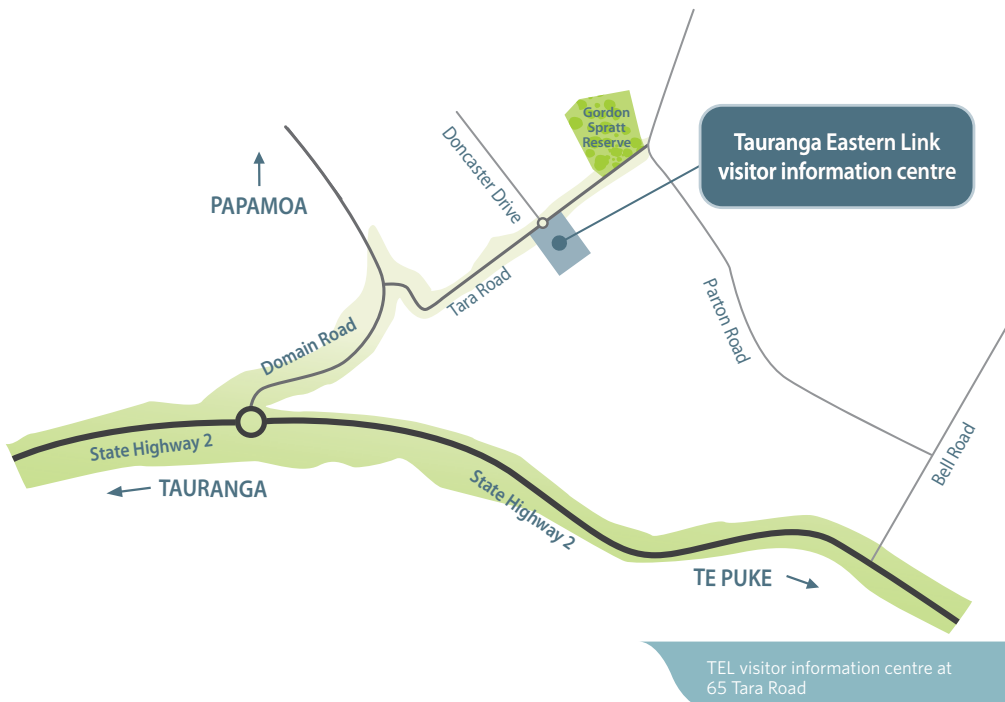 Gordon
Spratt
Reserve
Tauranga Eastern Link
visitor information centre
Doncaster Drive
PAPAMOA
Tara Road
Parton Road
Domain Road
State Highway 2
TAURANGA
State Highway 2
Bell Road
TE PUKE
TEL visitor information centre at
65 Tara Road